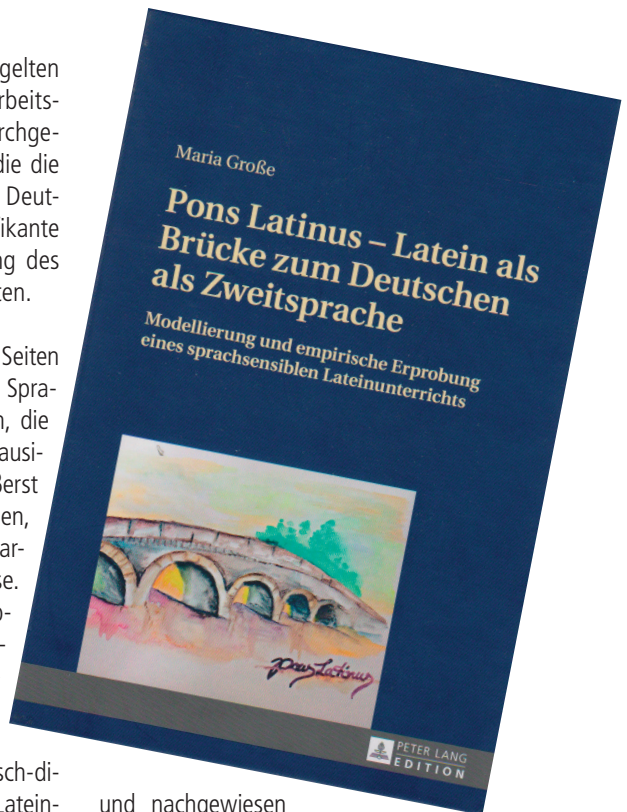 gelten
rbeits-
rchge-
die die
Deut-
fikante
ng des
ten.
Seiten
Spra-
n, die
ausi-
ßerst
en,
ar-
se.
o-
-
sch-di-
Latein-
und nachgewiesen
Maria Große
Pons Latinus – Latein als
Brücke zum Deutschen
als Zweitsprache
Modellierung und empirische Erprobung
eines sprachsensiblen Lateinunterrichts
Pons Latinus
PETER LANG
EDITION